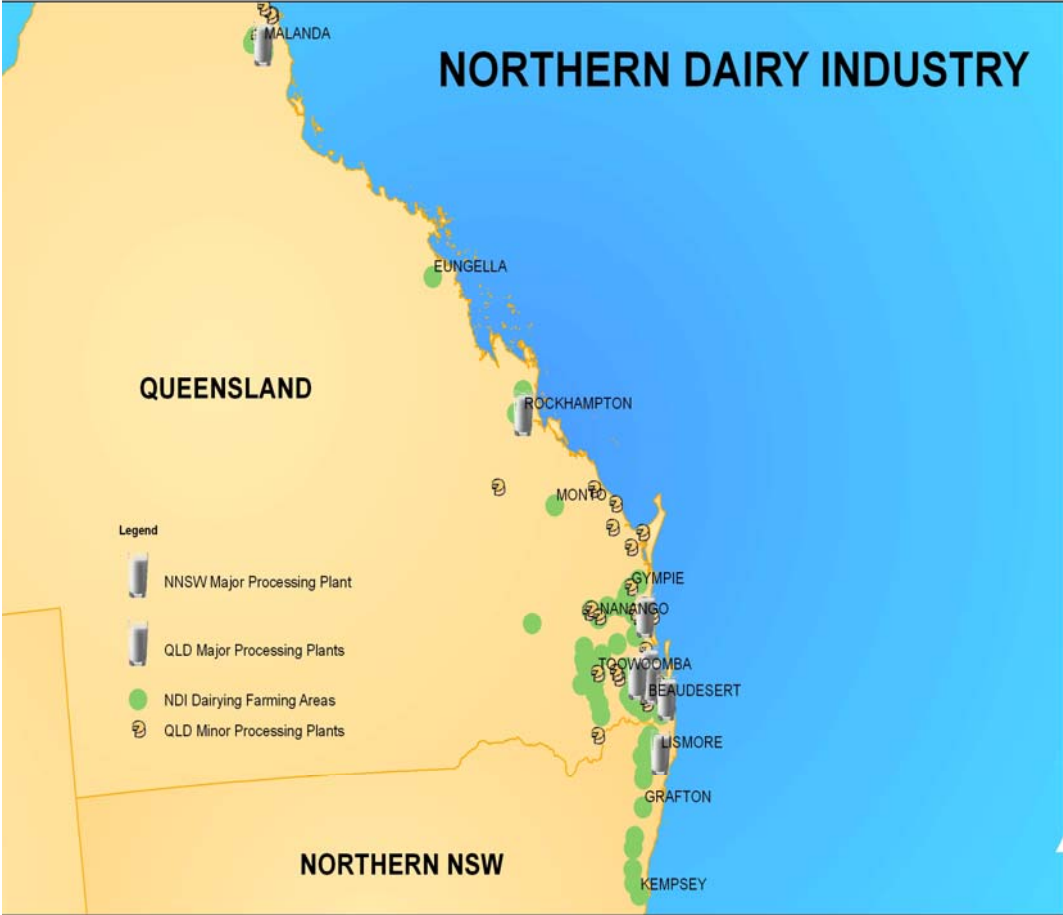 MALANDA
NORTHERN DAIRY INDUSTRY
EUNGELLA
QUEENSLAND
ROCKHAMPTON
MONTO
Legend
NNSW Major Processing Plant
QLD Major Processing Plants
NDI Dairying Farming Areas
QLD Minor Processing Plants
GYMPIE
NANANGO
TOOWOOMBA
BEAUDESERT
LISMORE
GRAFTON
NORTHERN NSW
KEMPSEY